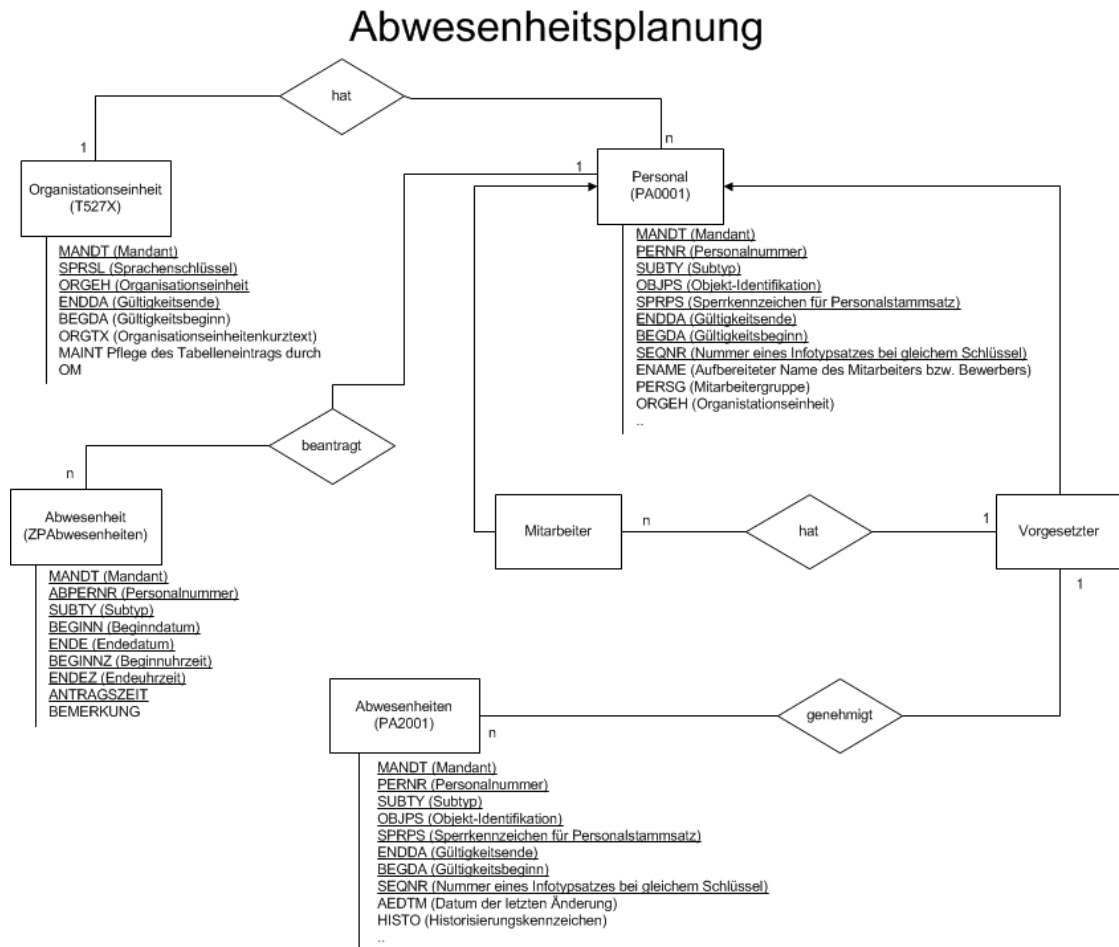 Abwesenheitsplanung
hat
1
n
Organistationseinheit
(T527X)
MANDT (Mandant)
SPRSL (Sprachenschlüssel)
ORGEH (Organisationseinheit
ENDDA (Gültigkeitsende)
BEGDA (Gültigkeitsbeginn)
ORGTX (Organisationseinheitenkurztext)
MAINT Pflege des Tabelleneintrags durch
OM
1
Personal
(PA0001)
MANDT (Mandant)
PERNR (Personalnummer)
SUBTY (Subtyp)
OBJPS (Objekt-Identifikation)
SPRPS (Sperrkennzeichen für Personalstammsatz)
ENDDA (Gültigkeitsende)
BEGDA (Gültigkeitsbeginn)
SEQNR (Nummer eines Infotypsatzes bei gleichem Schlüssel)
ENAME (Aufbereiteter Name des Mitarbeiters bzw. Bewerbers)
PERSG (Mitarbeitergruppe)
ORGEH (Organistationseinheit)
..
beantragt
n
Abwesenheit
(ZPAbwesenheiten)
MANDT (Mandant)
ABPERNR (Personalnummer)
SUBTY (Subtyp)
BEGINN (Beginndatum)
ENDE (Endedatum)
BEGINNZ (Beginnuhrzeit)
ENDEZ (Endeuhrzeit)
ANTRAGSZEIT
BEMERKUNG
Mitarbeiter
n
hat
1
Vorgesetzter
1
genehmigt
n
Abwesenheiten
(PA2001)
MANDT (Mandant)
PERNR (Personalnummer)
SUBTY (Subtyp)
OBJPS (Objekt-Identifikation)
SPRPS (Sperrkennzeichen für Personalstammsatz)
ENDDA (Gültigkeitsende)
BEGDA (Gültigkeitsbeginn)
SEQNR (Nummer eines Infotypsatzes bei gleichem Schlüssel)
AEDTM (Datum der letzten Änderung)
HISTO (Historisierungskennzeichen)
..